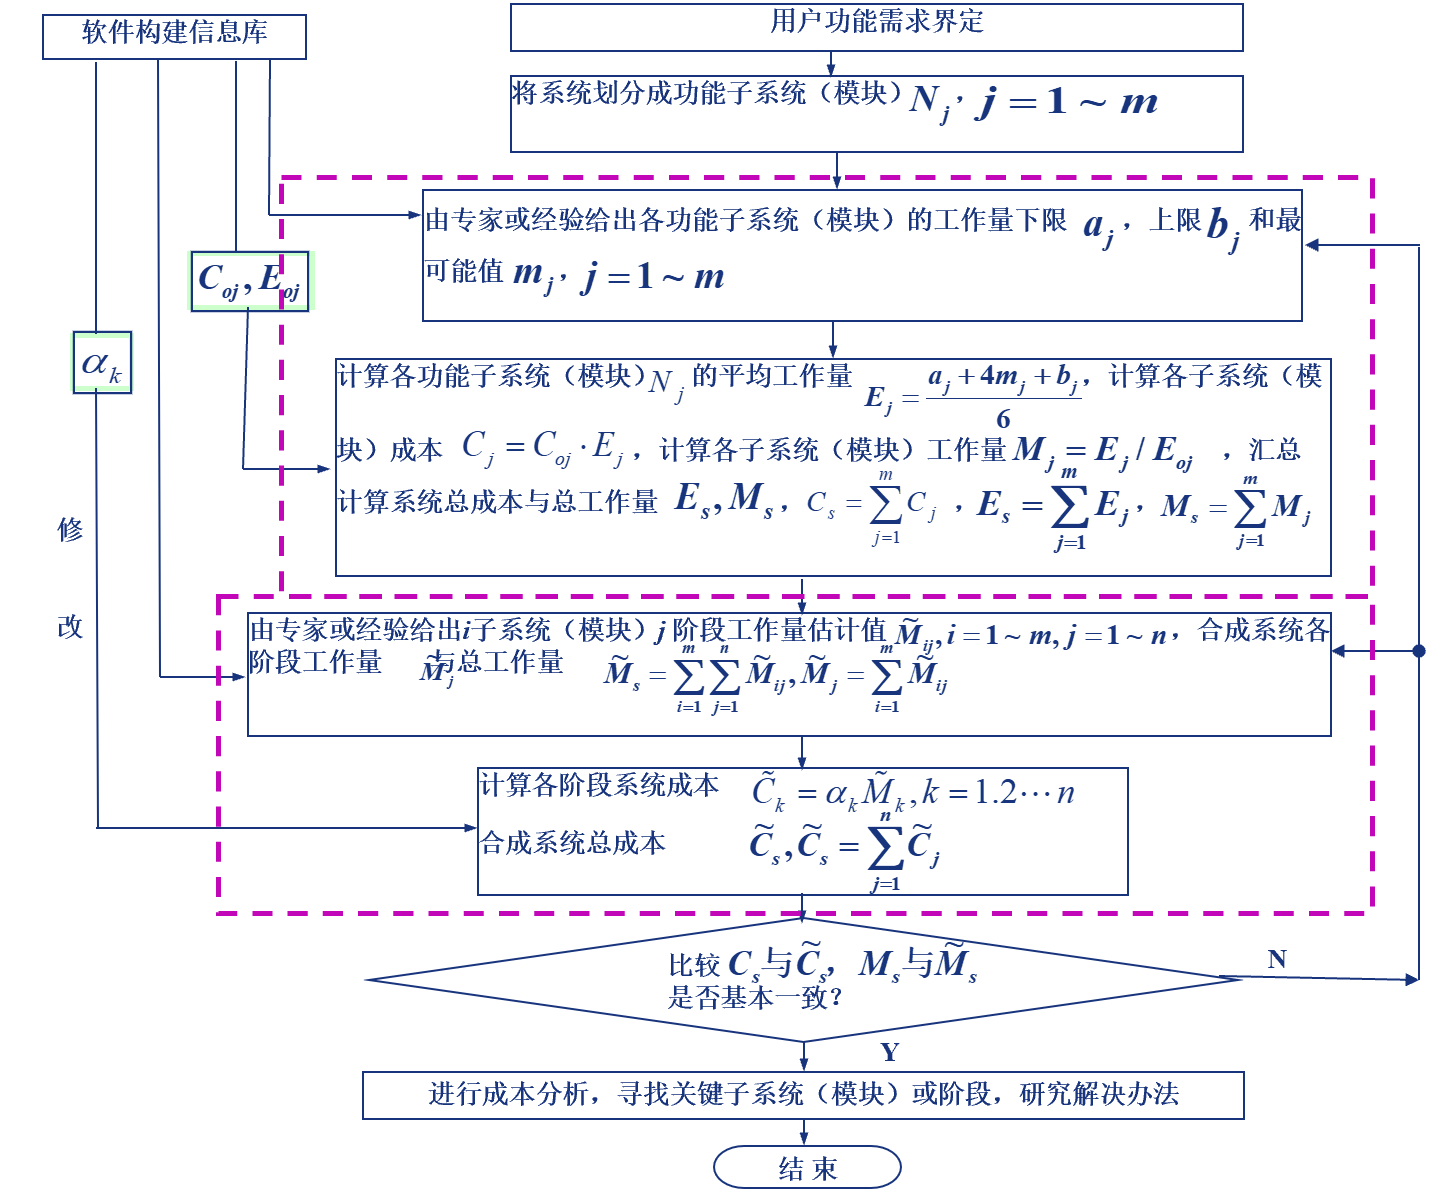 软件构建信息库
用户功能需求界定
将系统划分成功能子系统（模块）N_j，j = 1 ~ m
由专家或经验给出各功能子系统（模块）的工作量下限 a_j，上限 b_j 和最
可能值 m_j，j = 1 ~ m
C_oj, E_oj
α_k
计算各功能子系统（模块）N_j 的平均工作量 E_j = (a_j + 4m_j + b_j)/6，计算各子系统（模
块）成本 C_j = C_oj · E_j，计算各子系统（模块）工作量 M_j = E_j / E_oj ，汇总
计算系统总成本与总工作量 E_s, M_s，C_s = ∑_{j=1}^{m} C_j，E_s = ∑_{j=1}^{m} E_j，M_s = ∑_{j=1}^{m} M_j
修
改
由专家或经验给出i子系统（模块）j 阶段工作量估计值 M̃_ij, i = 1 ~ m, j = 1 ~ n，合成系统各
阶段工作量 M̃_j 与总工作量 M̃_s = ∑_{i=1}^{m} ∑_{j=1}^{n} M̃_ij, M̃_j = ∑_{i=1}^{m} M̃_ij
计算各阶段系统成本 C̃_k = α_k M̃_k, k = 1.2⋯n
合成系统总成本 C̃_s, C̃_s = ∑_{j=1}^{n} C̃_j
比较 C_s与C̃_s，M_s与M̃_s
是否基本一致?
N
Y
进行成本分析，寻找关键子系统（模块）或阶段，研究解决办法
结 束